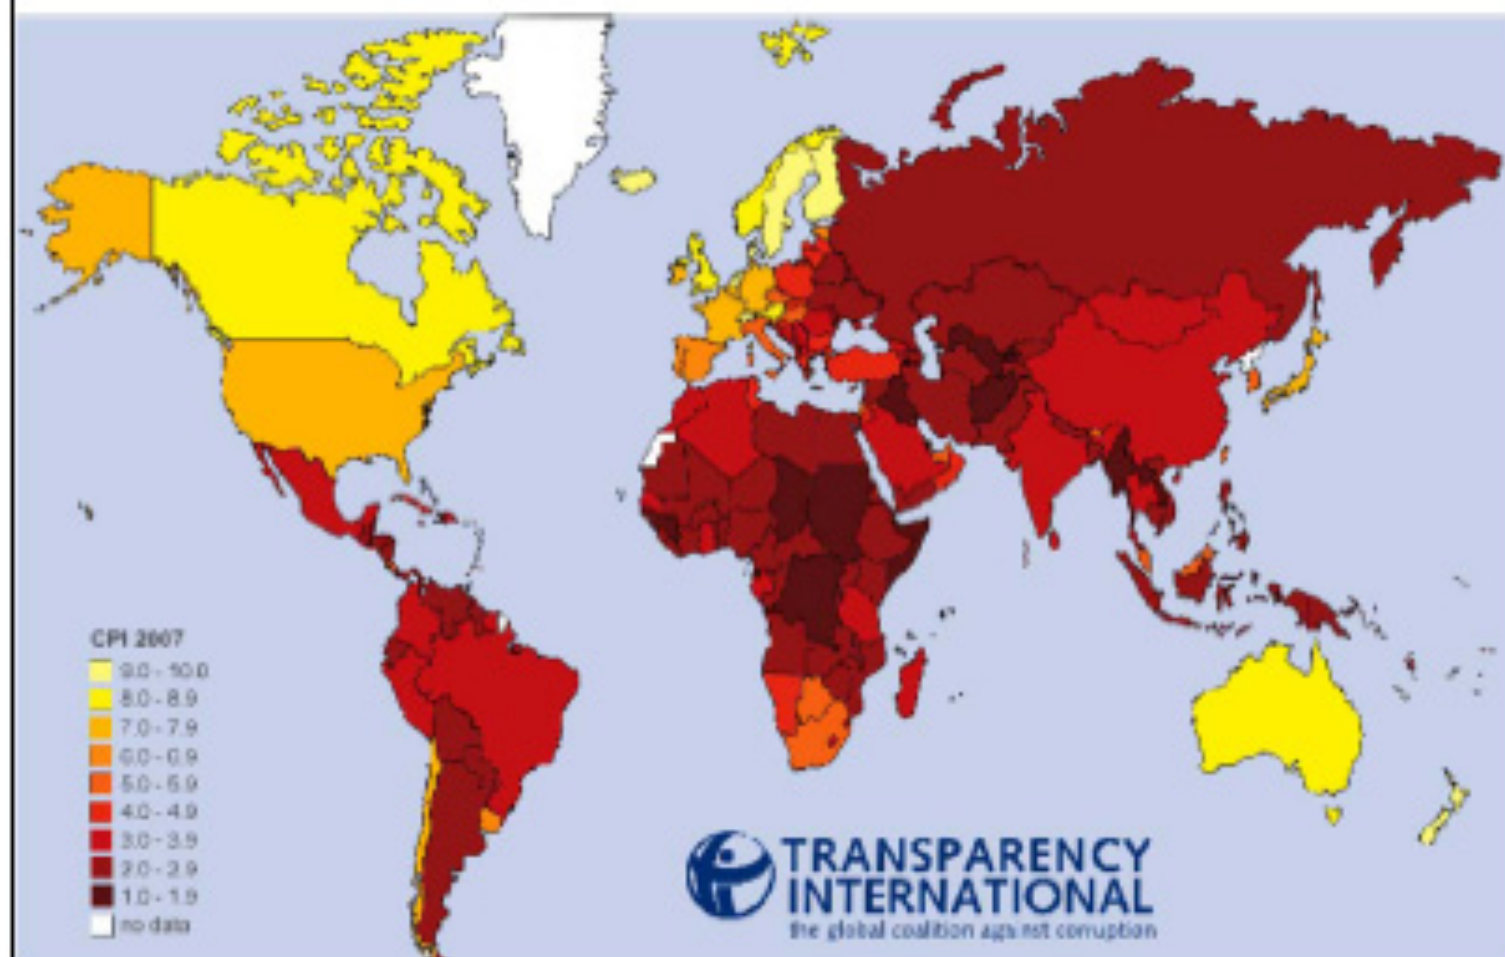 CPI 2007
9.0 - 10.0
8.0 - 8.9
7.0 - 7.9
6.0 - 6.9
5.0 - 5.9
4.0 - 4.9
3.0 - 3.9
2.0 - 2.9
1.0 - 1.9
no data
TRANSPARENCY
INTERNATIONAL
the global coalition against corruption